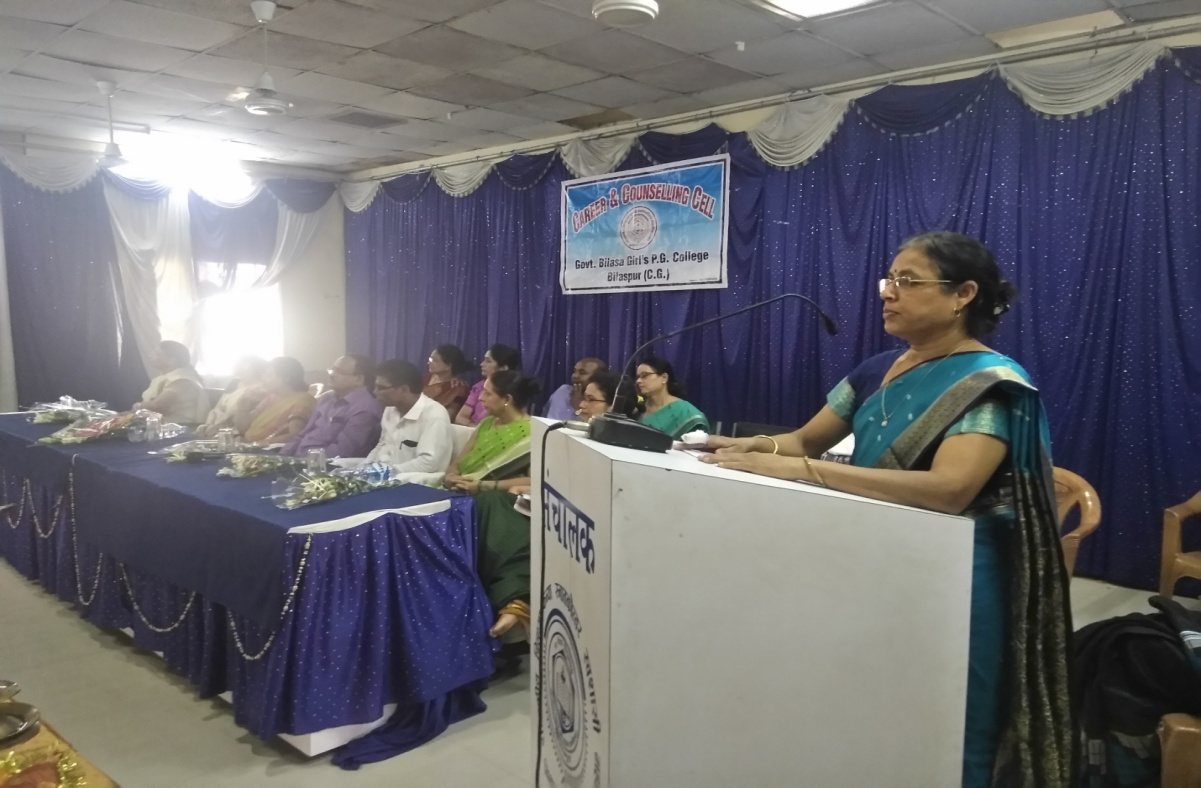 CAREER & COUNSELLING CELL
Govt. Bilasa Girl's P.G. College
Bilaspur (C.G.)
संचालक